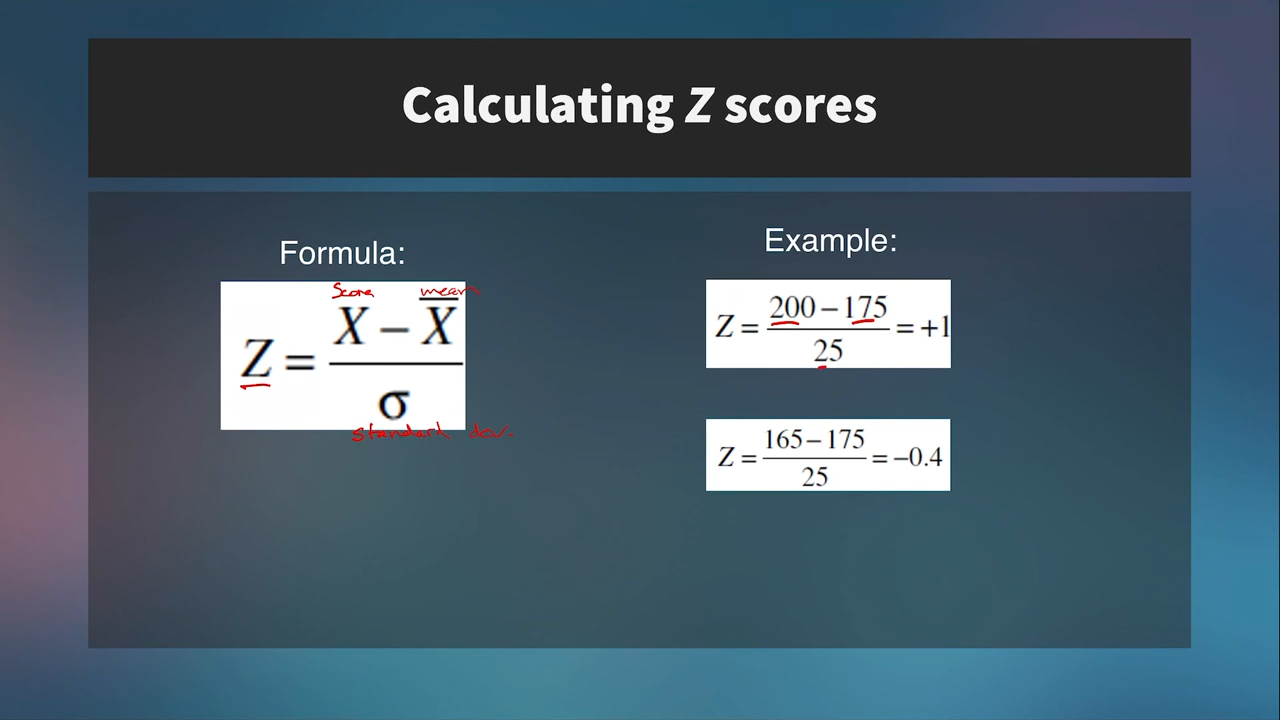 Calculating Z scores
Formula:
Score mean
Z = X − X̅ / σ
standard dev.
Example:
Z = 200 − 175 / 25 = +1
Z = 165 − 175 / 25 = −0.4